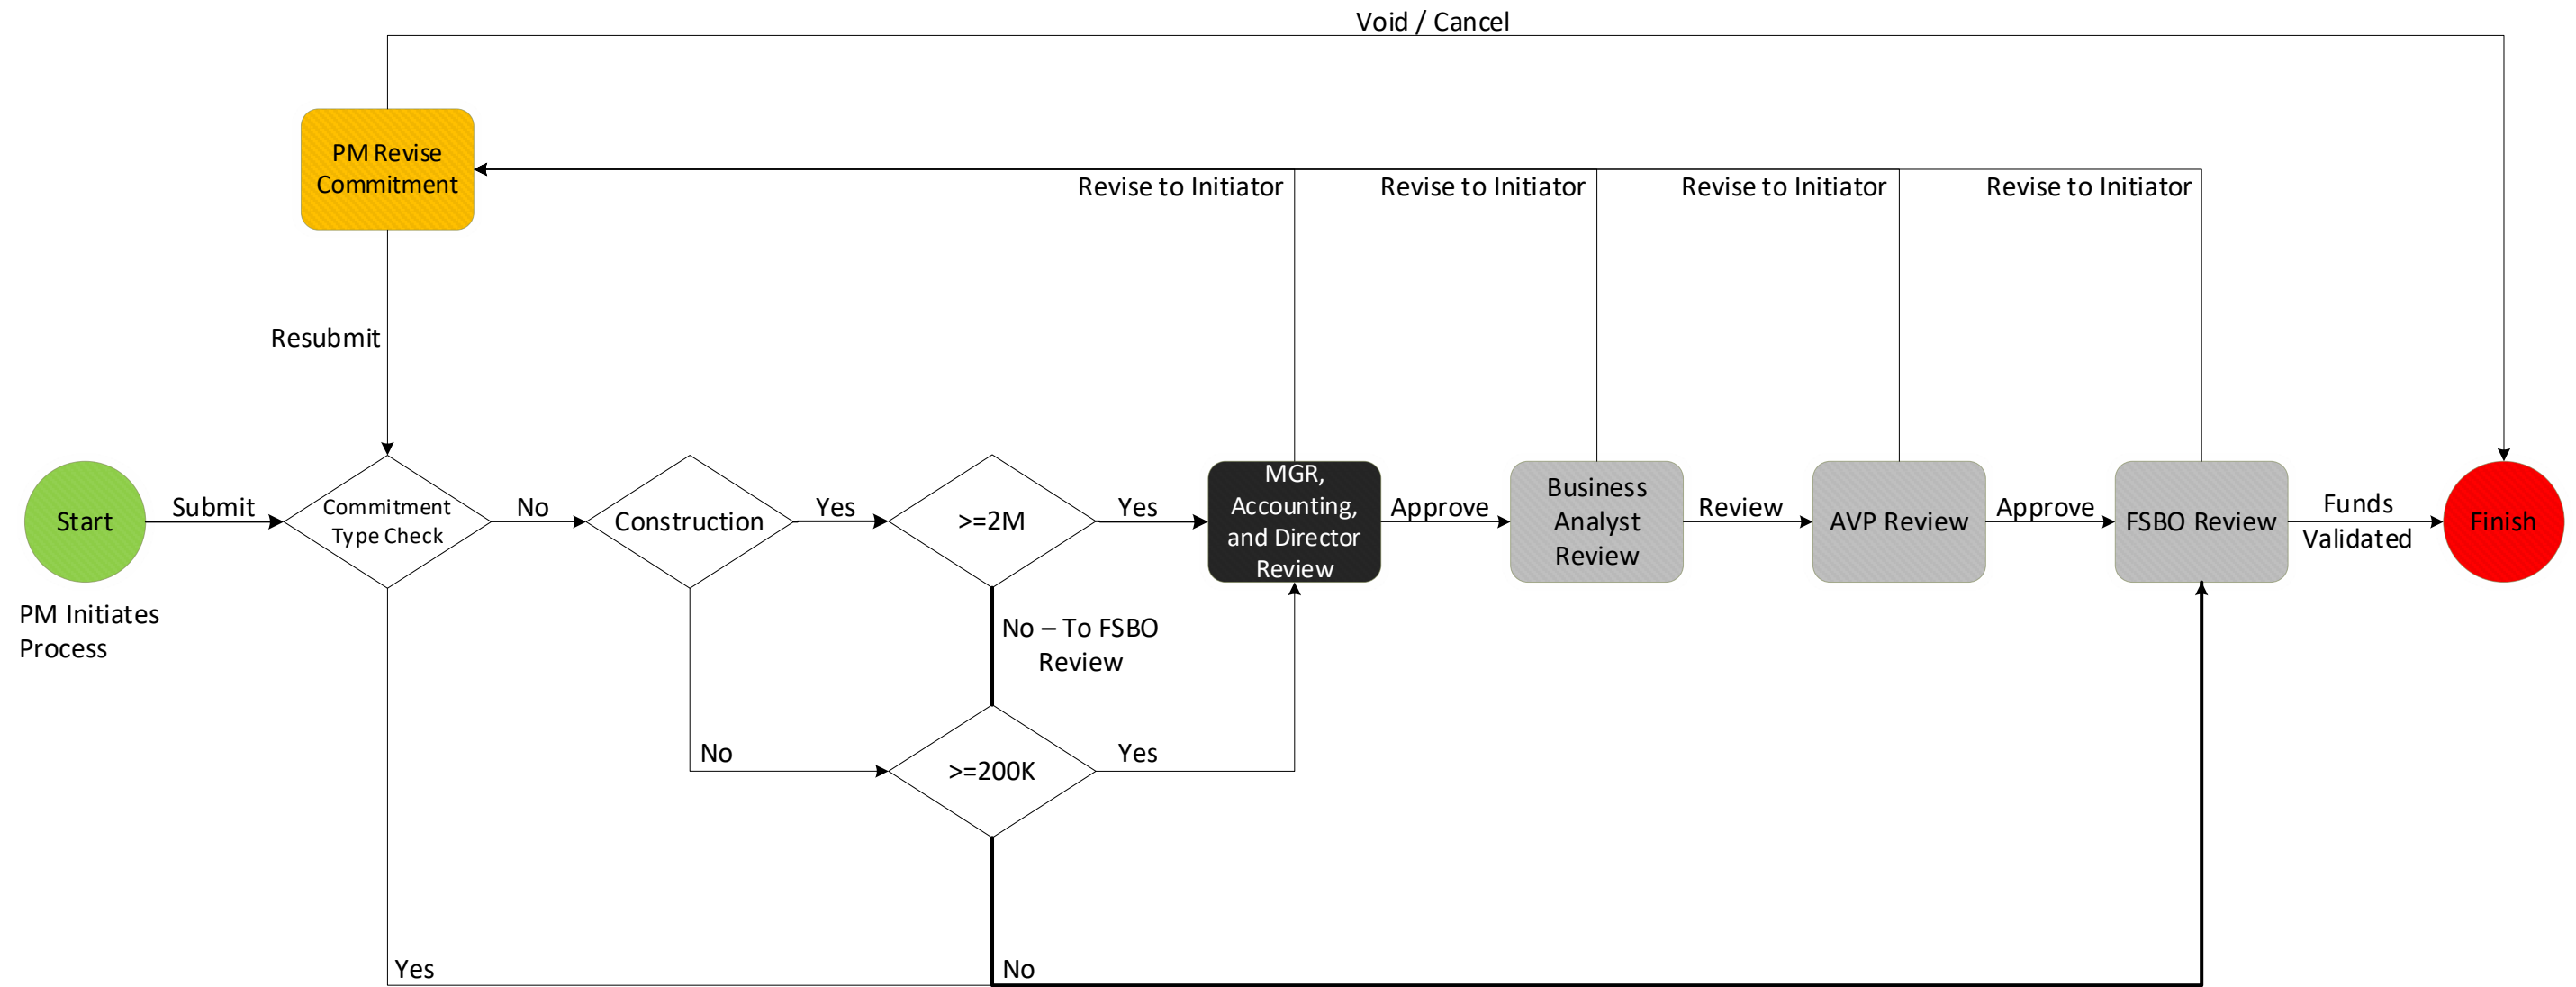 Void / Cancel
PM Revise
Commitment
Revise to Initiator
Revise to Initiator
Revise to Initiator
Revise to Initiator
Resubmit
Start
Submit
Commitment
Type Check
No
Construction
Yes
>=2M
Yes
MGR,
Accounting,
and Director
Review
Approve
Business
Analyst
Review
Review
AVP Review
Approve
FSBO Review
Funds
Validated
Finish
PM Initiates
Process
No – To FSBO
Review
No
>=200K
Yes
Yes
No